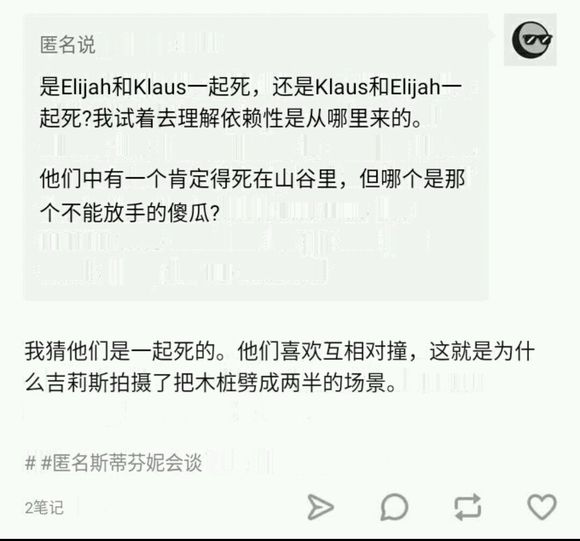 匿名说
是Elijah和Klaus一起死，还是Klaus和Elijah一
起死?我试着去理解依赖性是从哪里来的。
他们中有一个肯定得死在山谷里，但哪个是那
个不能放手的傻瓜?
我猜他们是一起死的。他们喜欢互相对撞，这就是为什
么吉莉斯拍摄了把木桩劈成两半的场景。
# #匿名斯蒂芬妮会谈
2笔记